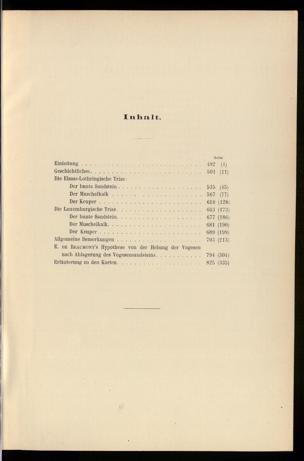 Inhalt.
Seite
Einleitung . . . 492 (4)
Geschichtliches . . . 501 (11)
Die Elsass-Lothringische Trias:
Der bunte Sandstein . . . 535 (45)
Der Muschelkalk . . . 567 (77)
Der Keuper . . . 619 (129)
Die Luxemburgische Trias . . . 663 (173)
Der bunte Sandstein . . . 677 (186)
Der Muschelkalk . . . 681 (190)
Der Keuper . . . 689 (199)
Allgemeine Bemerkungen . . . 703 (213)
E. DE BEAUMONT's Hypothese von der Hebung der Vogesen
nach Ablagerung des Vogesensandsteins . . . 794 (304)
Erläuterung zu den Karten . . . 825 (335)